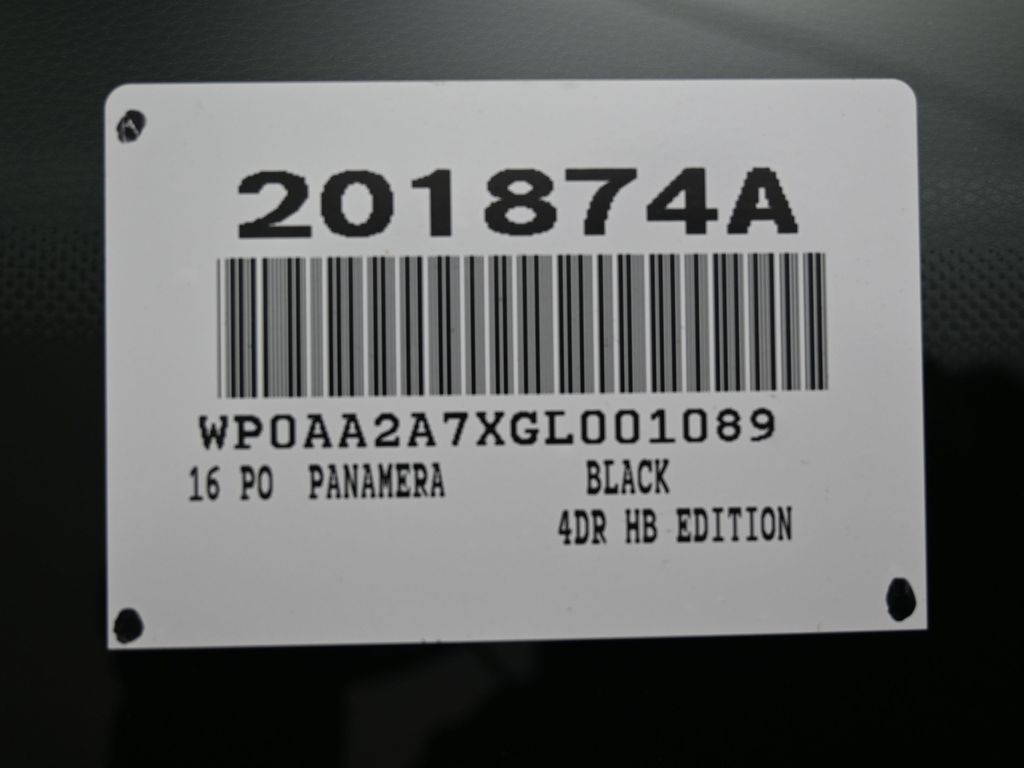 201874A
WP0AA2A7XGL001089
16 PO PANAMERA BLACK
4DR HB EDITION